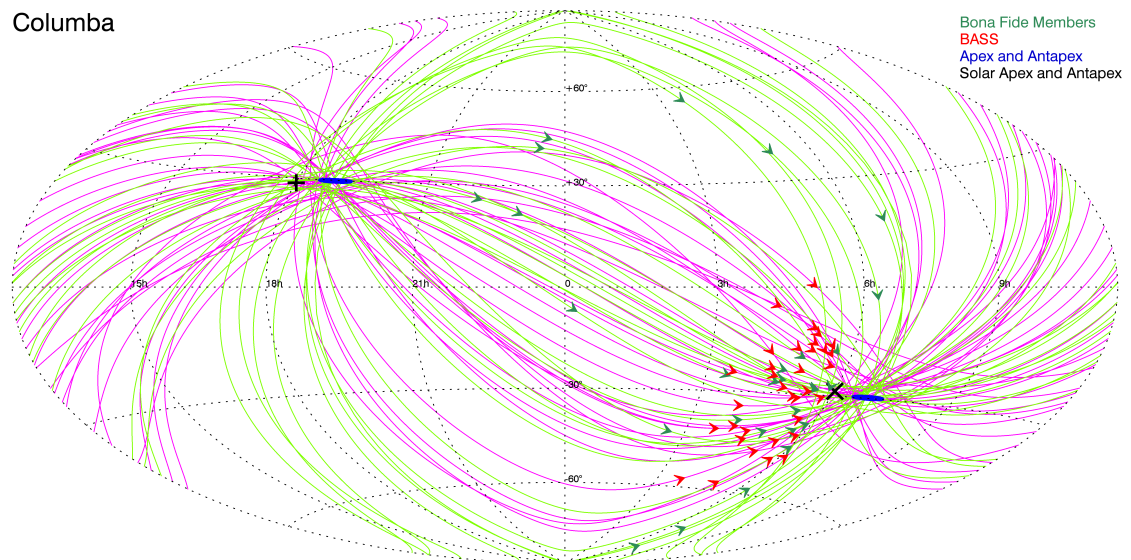 Columba
Bona Fide Members
BASS
Apex and Antapex
Solar Apex and Antapex
+60°
+30°
15h 18h 21h 0 3h 6h 9h
-30°
-60°